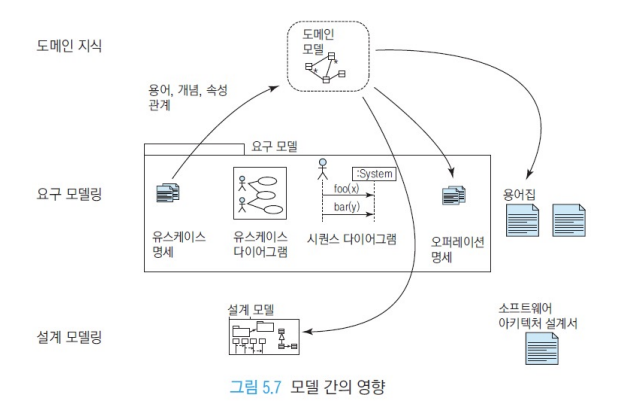 도메인 지식
도메인
모델
용어, 개념, 속성
관계
요구 모델
요구 모델링
:System
foo(x)
bar(y)
유스케이스
명세
유스케이스
다이어그램
시퀀스 다이어그램
오퍼레이션
명세
용어집
설계 모델링
설계 모델
소프트웨어
아키텍처 설계서
그림 5.7 모델 간의 영향